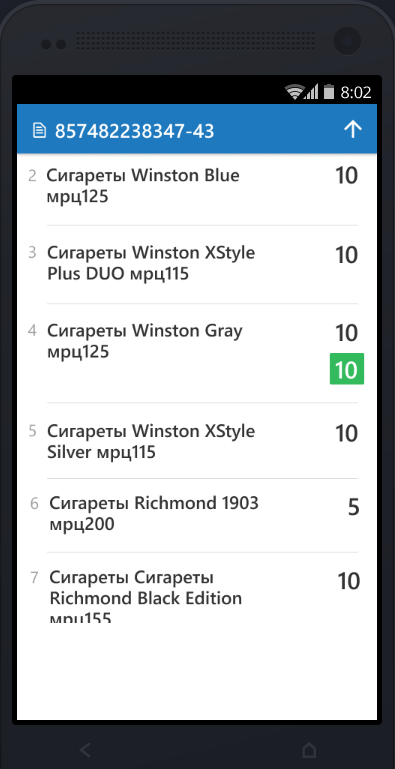 8:02
857482238347-43
2 Сигареты Winston Blue 10
мрц125
3 Сигареты Winston XStyle 10
Plus DUO мрц115
4 Сигареты Winston Gray 10
мрц125 10
5 Сигареты Winston XStyle 10
Silver мрц115
6 Сигареты Richmond 1903 5
мрц200
7 Сигареты Сигареты 10
Richmond Black Edition
мрц155